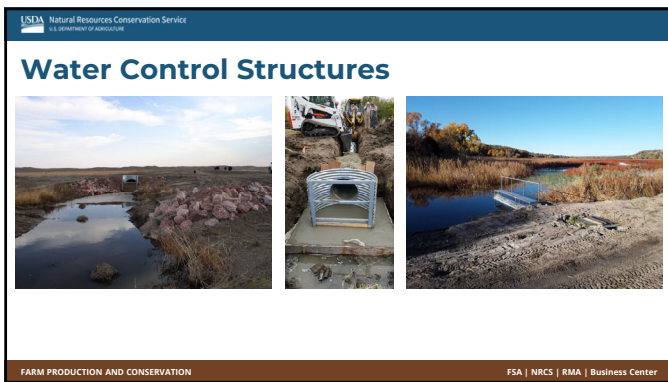 USDA Natural Resources Conservation Service
U.S. DEPARTMENT OF AGRICULTURE
Water Control Structures
FARM PRODUCTION AND CONSERVATION
FSA | NRCS | RMA | Business Center